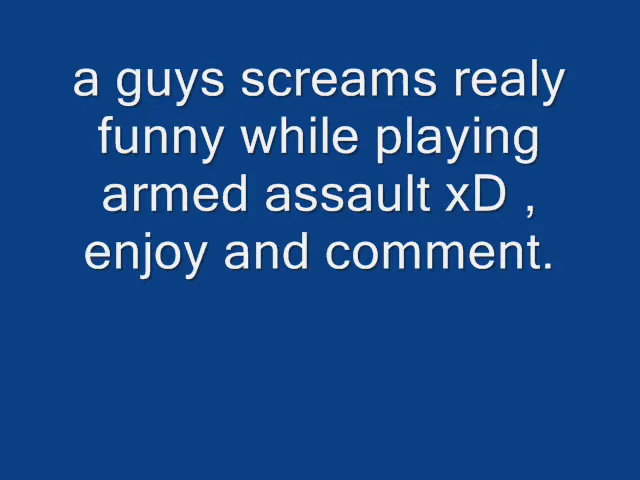 a guys screams realy
funny while playing
armed assault xD ,
enjoy and comment.